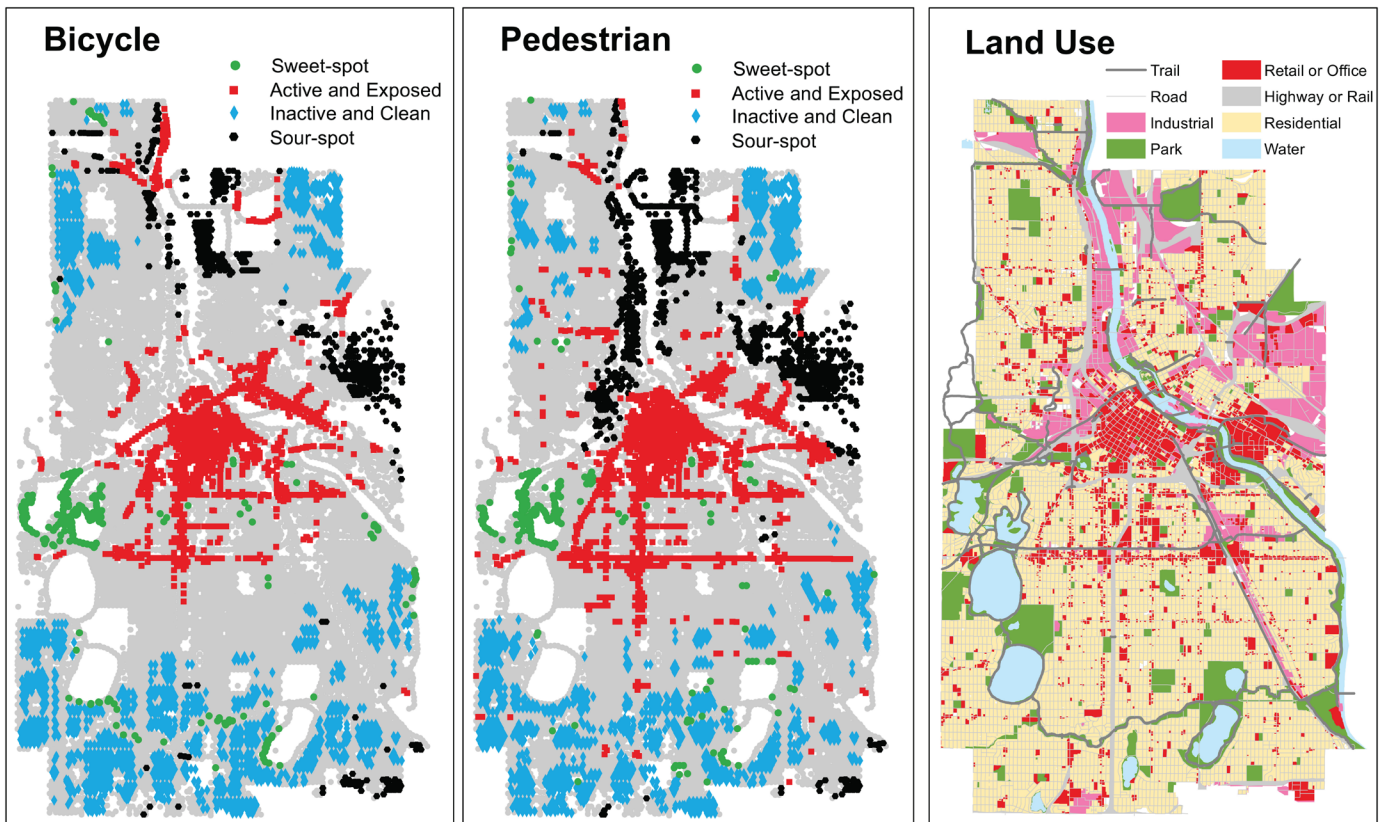 Bicycle
Sweet-spot
Active and Exposed
Inactive and Clean
Sour-spot
Pedestrian
Sweet-spot
Active and Exposed
Inactive and Clean
Sour-spot
Land Use
Trail
Retail or Office
Road
Highway or Rail
Industrial
Residential
Park
Water